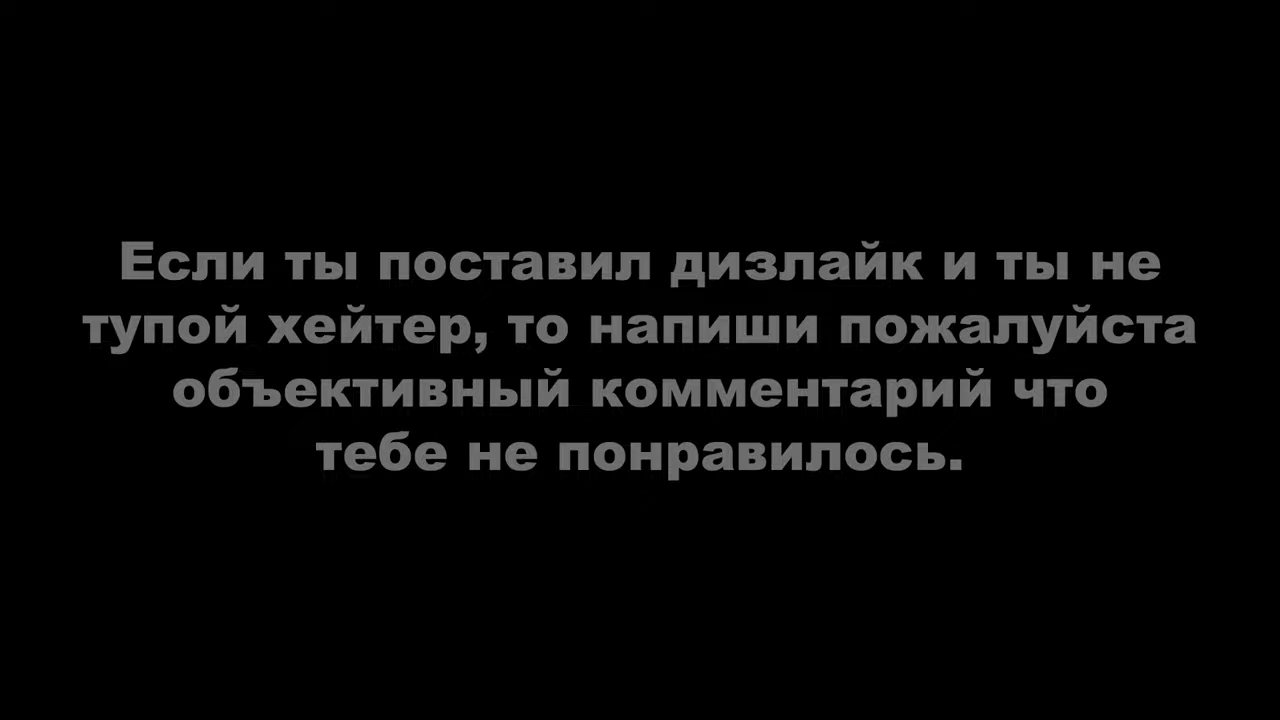 Если ты поставил дизлайк и ты не
тупой хейтер, то напиши пожалуйста
объективный комментарий что
тебе не понравилось.